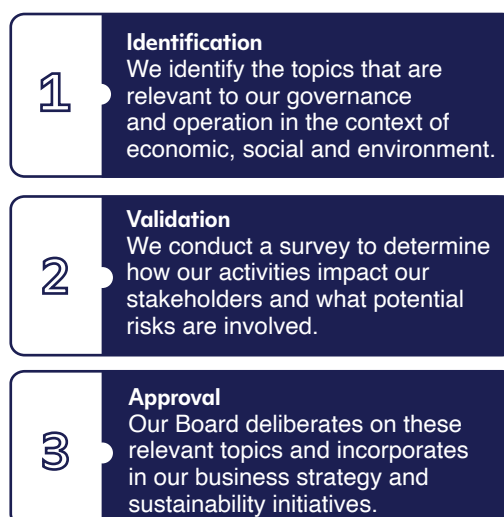 1
Identification
We identify the topics that are
relevant to our governance
and operation in the context of
economic, social and environment.
2
Validation
We conduct a survey to determine
how our activities impact our
stakeholders and what potential
risks are involved.
3
Approval
Our Board deliberates on these
relevant topics and incorporates
in our business strategy and
sustainability initiatives.